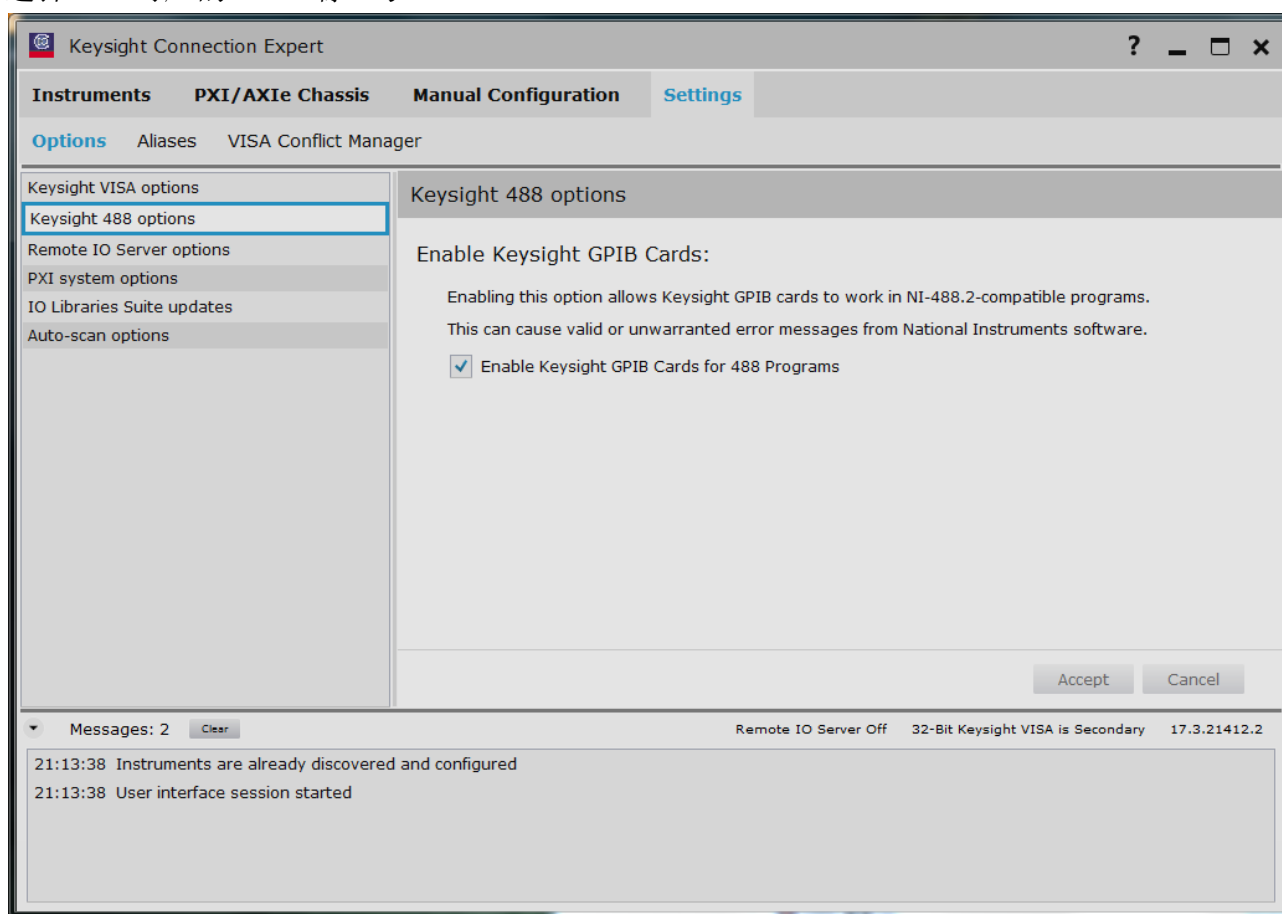 Keysight Connection Expert ?
Instruments PXI/AXIe Chassis Manual Configuration Settings
Options Aliases VISA Conflict Manager
Keysight VISA options
Keysight 488 options
Remote IO Server options
PXI system options
IO Libraries Suite updates
Auto-scan options
Keysight 488 options
Enable Keysight GPIB Cards:
Enabling this option allows Keysight GPIB cards to work in NI-488.2-compatible programs.
This can cause valid or unwarranted error messages from National Instruments software.
Enable Keysight GPIB Cards for 488 Programs
Accept Cancel
Messages: 2 Clear Remote IO Server Off 32-Bit Keysight VISA is Secondary 17.3.21412.2
21:13:38 Instruments are already discovered and configured
21:13:38 User interface session started